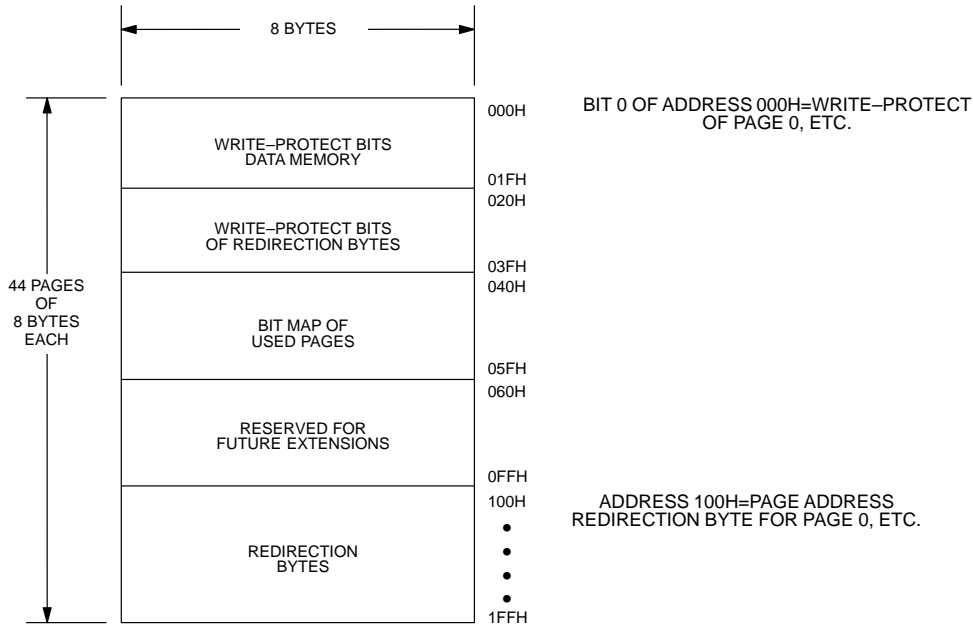 8 BYTES
000H
BIT 0 OF ADDRESS 000H=WRITE–PROTECT
OF PAGE 0, ETC.
WRITE–PROTECT BITS
DATA MEMORY
01FH
020H
WRITE–PROTECT BITS
OF REDIRECTION BYTES
03FH
040H
44 PAGES
OF
8 BYTES
EACH
BIT MAP OF
USED PAGES
05FH
060H
RESERVED FOR
FUTURE EXTENSIONS
0FFH
100H
ADDRESS 100H=PAGE ADDRESS
REDIRECTION BYTE FOR PAGE 0, ETC.
REDIRECTION
BYTES
1FFH